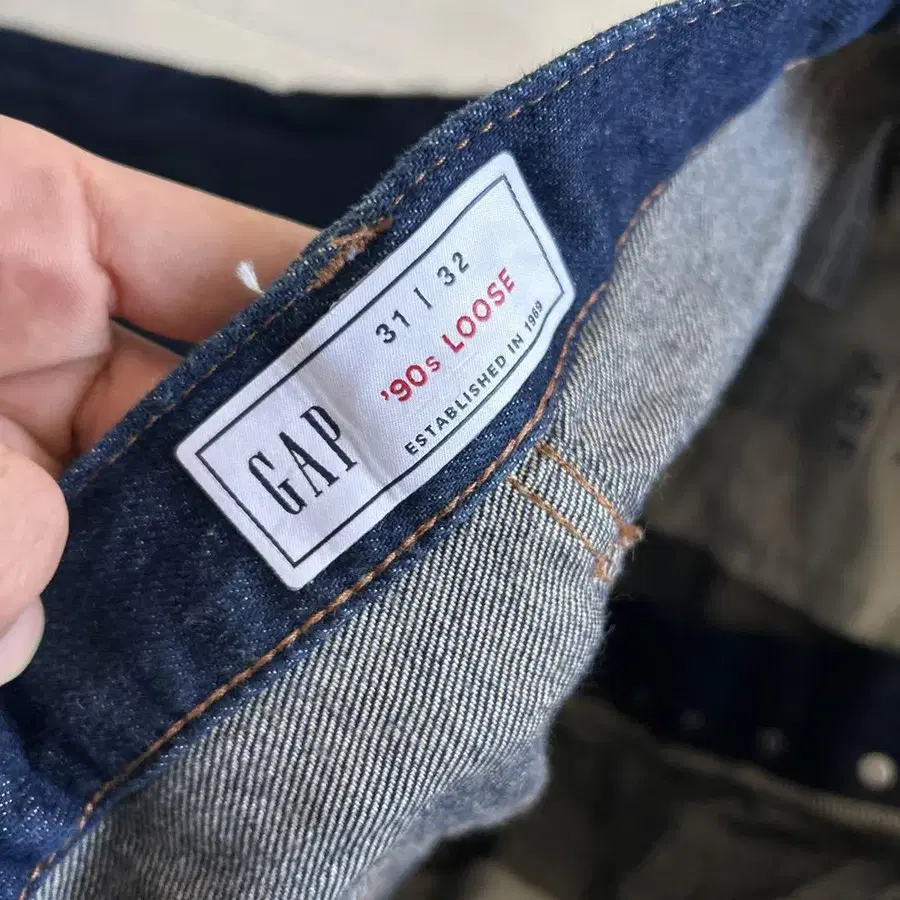 GAP
31 | 32
'90s LOOSE
ESTABLISHED IN 1969